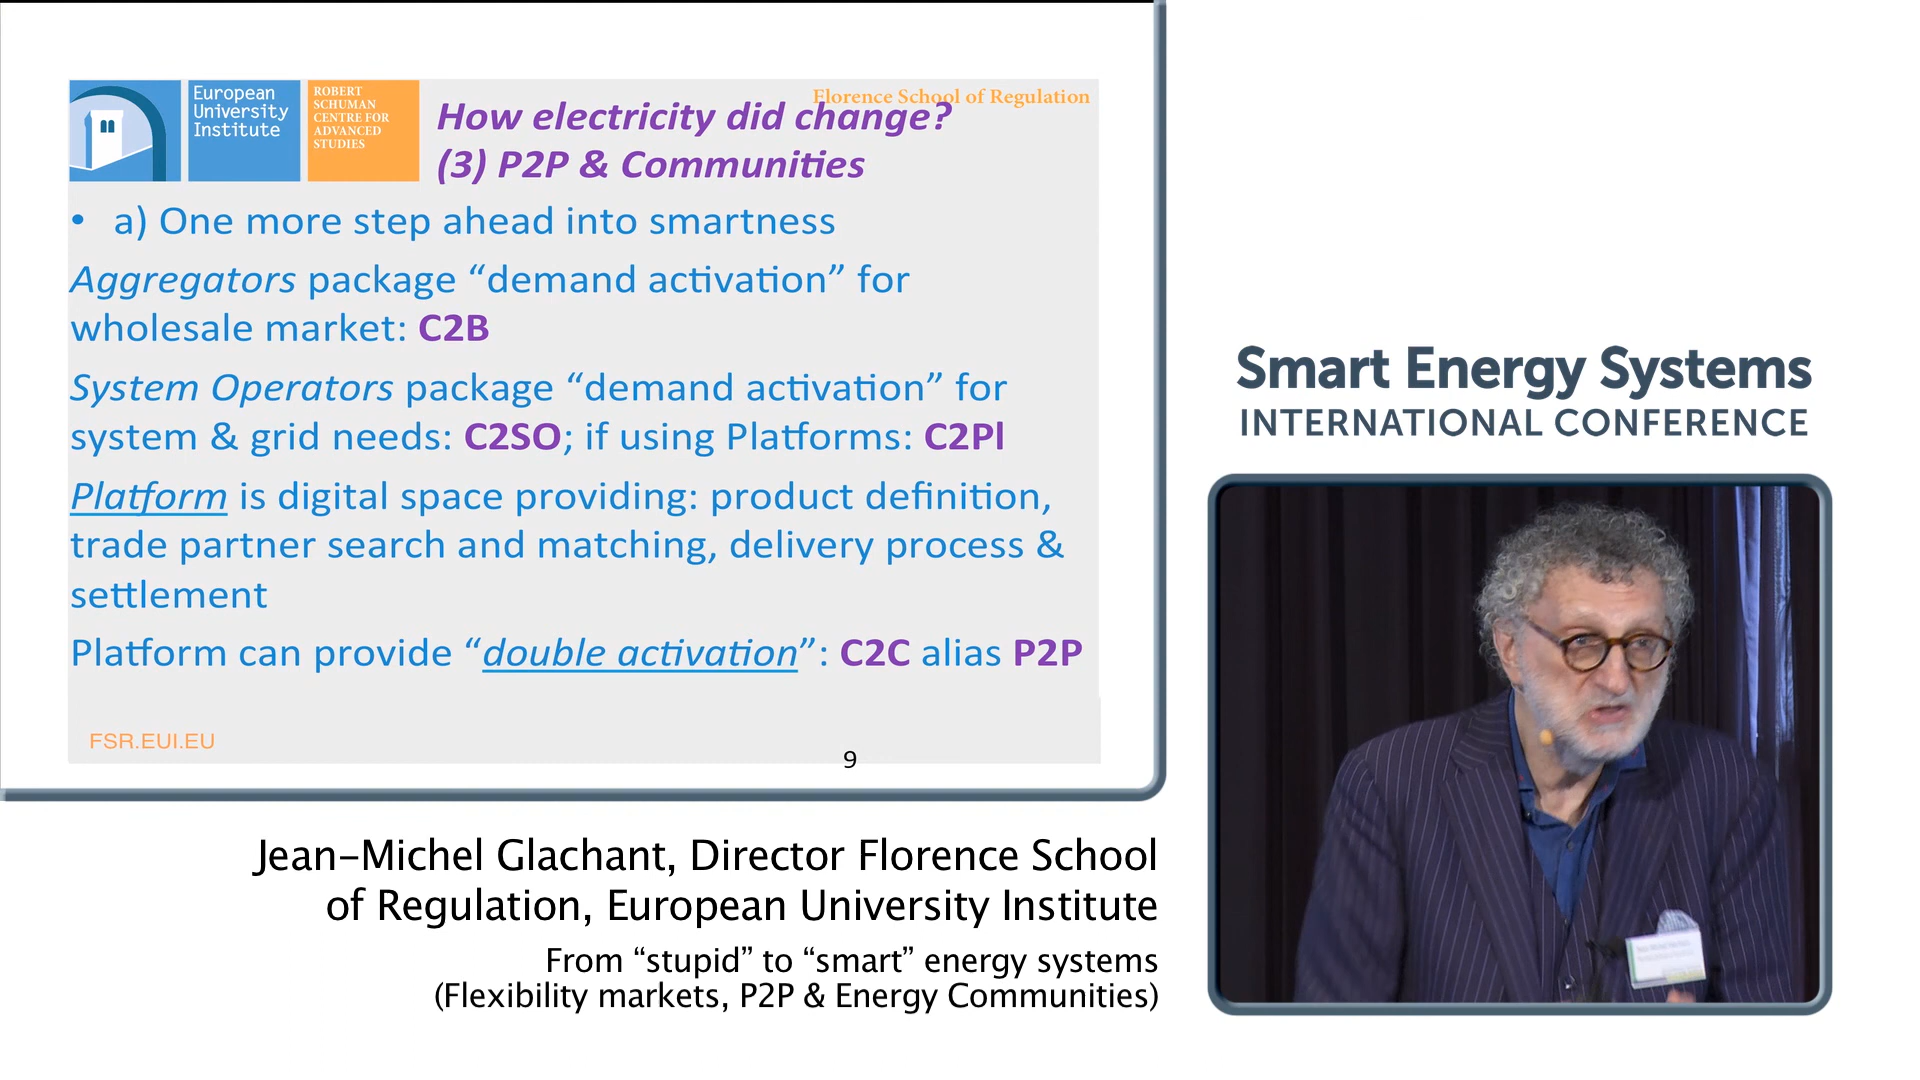 European
University
Institute
ROBERT
SCHUMAN
CENTRE FOR
ADVANCED
STUDIES
Florence School of Regulation
How electricity did change?
(3) P2P & Communities
• a) One more step ahead into smartness
Aggregators package “demand activation” for
wholesale market: C2B
System Operators package “demand activation” for
system & grid needs: C2SO; if using Platforms: C2Pl
Platform is digital space providing: product definition,
trade partner search and matching, delivery process &
settlement
Platform can provide “double activation”: C2C alias P2P
FSR.EUI.EU
9
Smart Energy Systems
INTERNATIONAL CONFERENCE
Jean-Michel Glachant, Director Florence School
of Regulation, European University Institute
From “stupid” to “smart” energy systems
(Flexibility markets, P2P & Energy Communities)